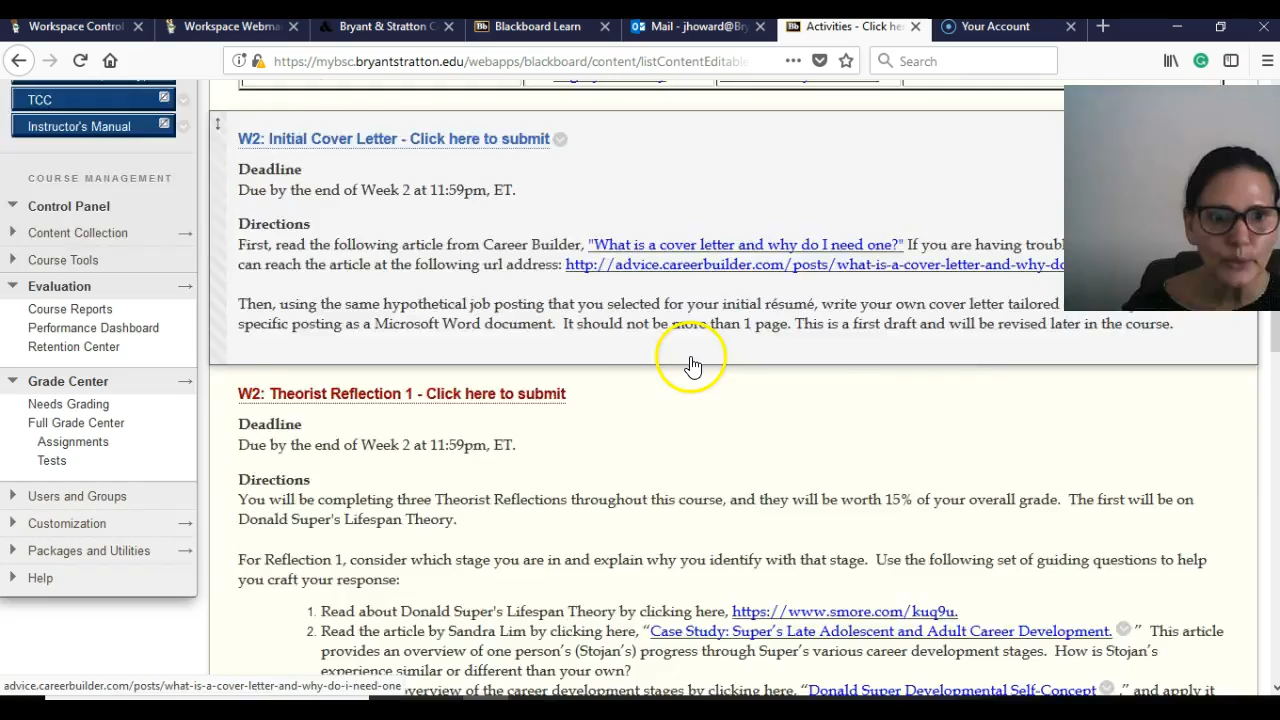 Workspace Control
Workspace Webma
Bryant & Stratton C
Bb Blackboard Learn
Mail - jhoward@Br
Bb Activities - Click he
Your Account
https://mybsc.bryantstratton.edu/webapps/blackboard/content/listContentEditable
Search
TCC
Instructor's Manual
COURSE MANAGEMENT
Control Panel
Content Collection
Course Tools
Evaluation
Course Reports
Performance Dashboard
Retention Center
Grade Center
Needs Grading
Full Grade Center
Assignments
Tests
Users and Groups
Customization
Packages and Utilities
Help
W2: Initial Cover Letter - Click here to submit
Deadline
Due by the end of Week 2 at 11:59pm, ET.
Directions
First, read the following article from Career Builder, "What is a cover letter and why do I need one?" If you are having troubl
can reach the article at the following url address: http://advice.careerbuilder.com/posts/what-is-a-cover-letter-and-why-do
Then, using the same hypothetical job posting that you selected for your initial résumé, write your own cover letter tailored
specific posting as a Microsoft Word document. It should not be more than 1 page. This is a first draft and will be revised later in the course.
W2: Theorist Reflection 1 - Click here to submit
Deadline
Due by the end of Week 2 at 11:59pm, ET.
Directions
You will be completing three Theorist Reflections throughout this course, and they will be worth 15% of your overall grade. The first will be on
Donald Super's Lifespan Theory.
For Reflection 1, consider which stage you are in and explain why you identify with that stage. Use the following set of guiding questions to help
you craft your response:
1. Read about Donald Super's Lifespan Theory by clicking here, https://www.smore.com/kuq9u.
2. Read the article by Sandra Lim by clicking here, “Case Study: Super’s Late Adolescent and Adult Career Development. ” This article
provides an overview of one person’s (Stojan’s) progress through Super’s various career development stages. How is Stojan’s
experience similar or different than your own?
overview of the career development stages by clicking here, “Donald Super Developmental Self-Concept ,” and apply it
advice.careerbuilder.com/posts/what-is-a-cover-letter-and-why-do-i-need-one